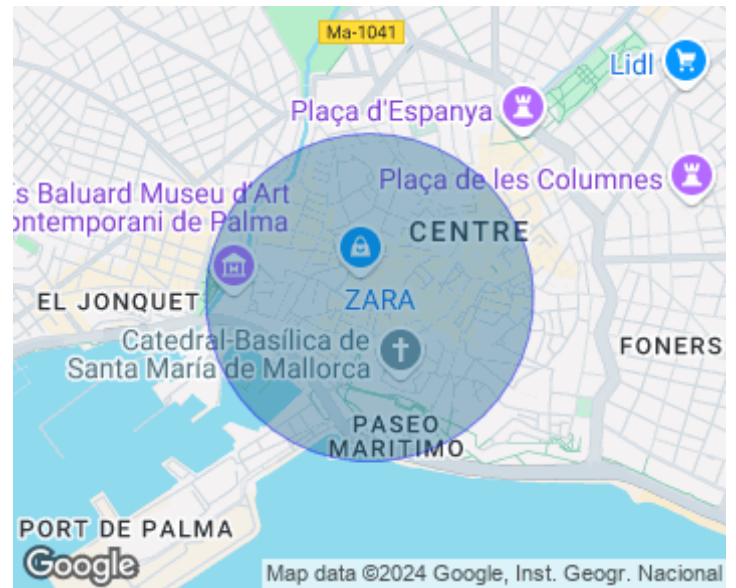 Ma-1041
Lidl
Plaça d'Espanya
Plaça de les Columnes
Es Baluard Museu d'Art
ontemporani de Palma
CENTRE
ZARA
EL JONQUET
Catedral-Basílica de
Santa María de Mallorca
FONERS
PASEO
MARITIMO
PORT DE PALMA
Google
Map data ©2024 Google, Inst. Geogr. Nacional